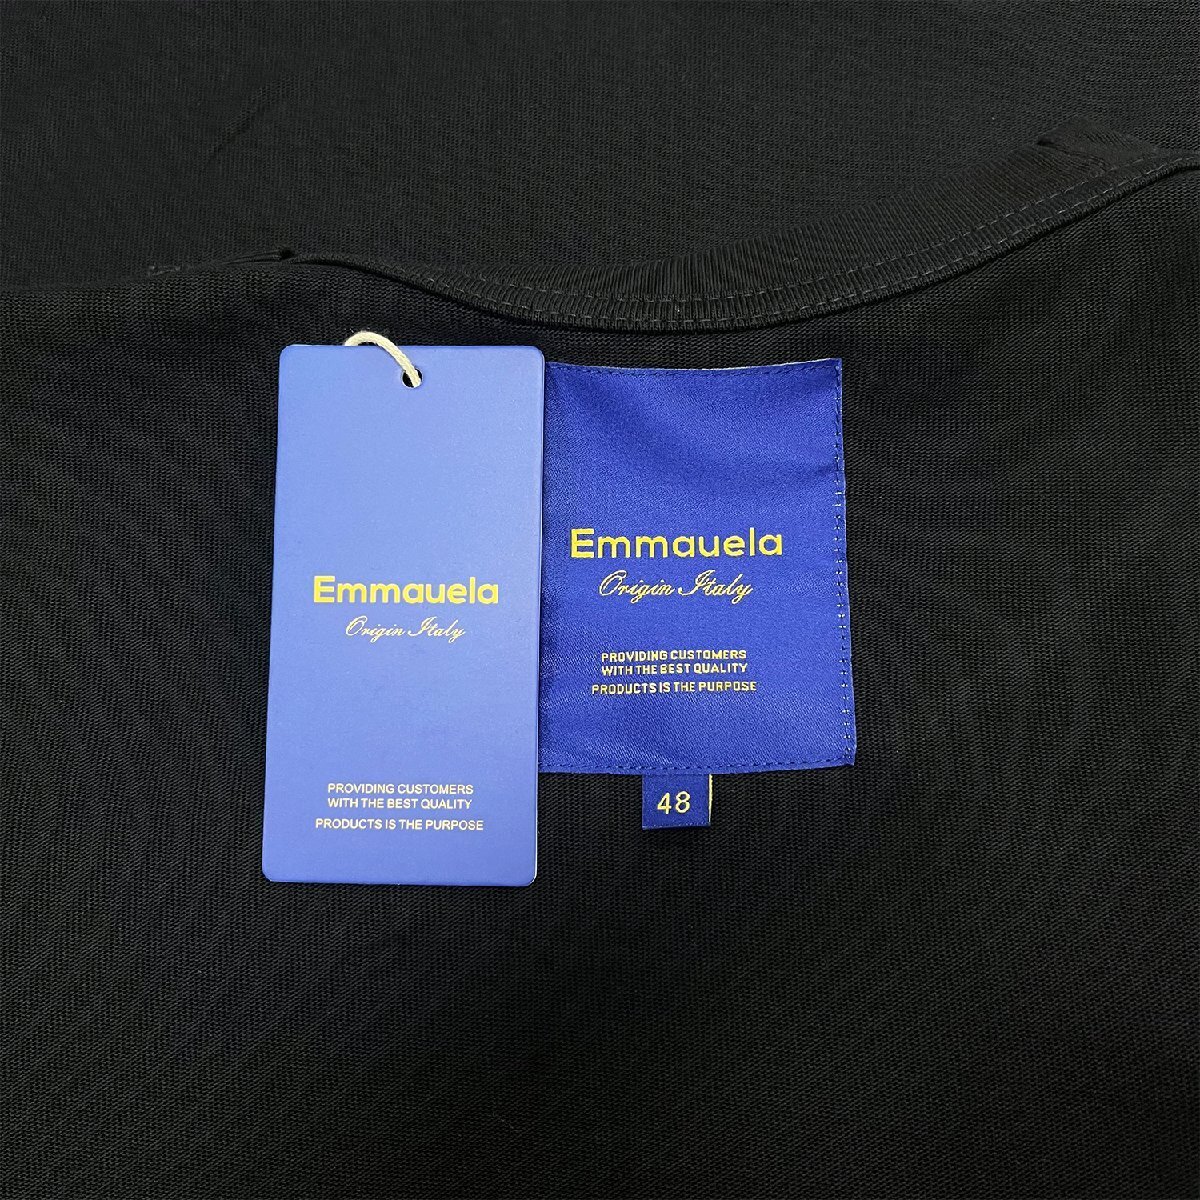 Emmauela
Origin Italy
PROVIDING CUSTOMERS
WITH THE BEST QUALITY
PRODUCTS IS THE PURPOSE
Emmauela
Origin Italy
PROVIDING CUSTOMERS
WITH THE BEST QUALITY
PRODUCTS IS THE PURPOSE
48